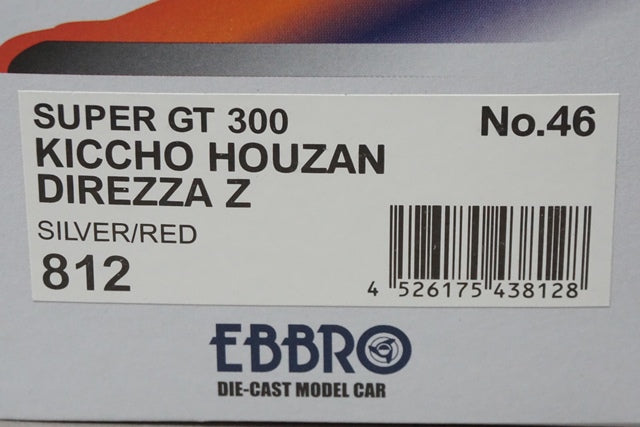 SUPER GT 300 No.46
KICCHO HOUZAN
DIREZZA Z
SILVER/RED
812
4 526175 438128
EBBRO
DIE-CAST MODEL CAR